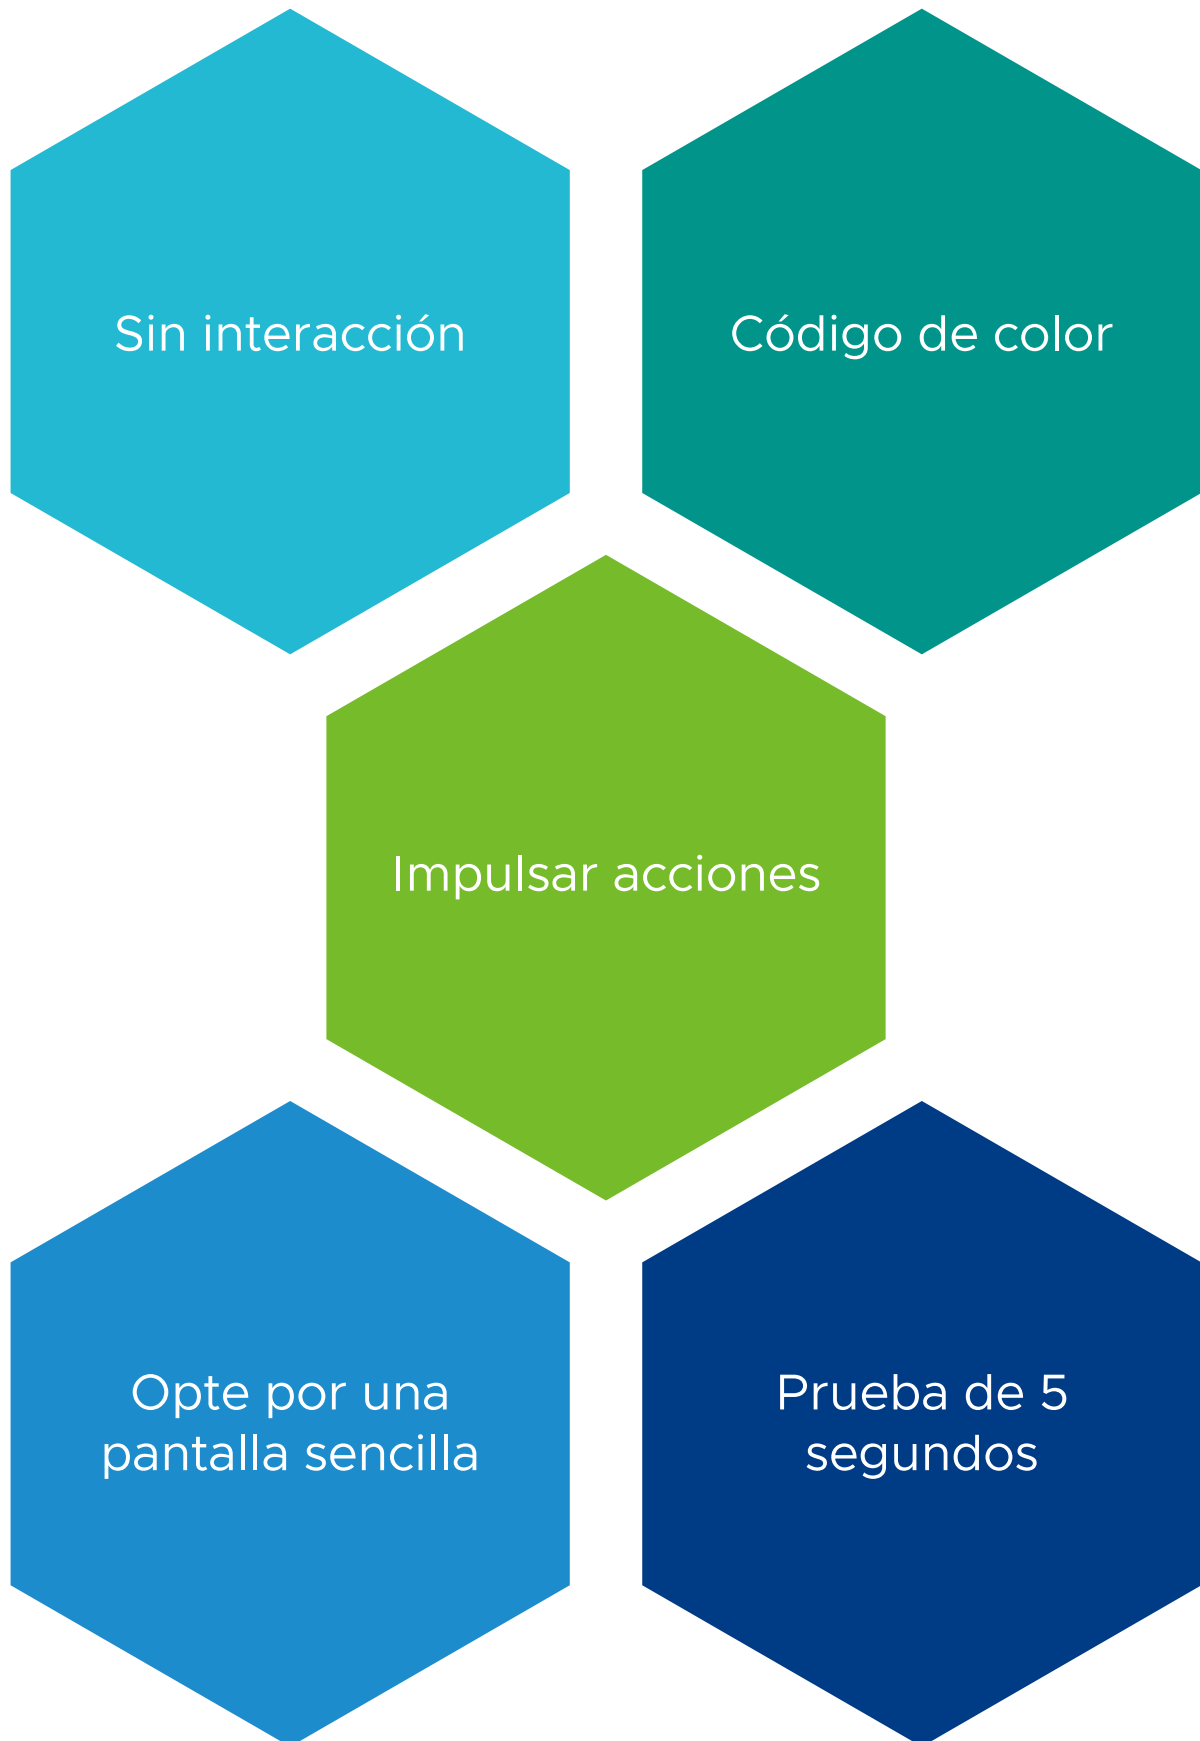 Sin interacción
Código de color
Impulsar acciones
Opte por una
pantalla sencilla
Prueba de 5
segundos